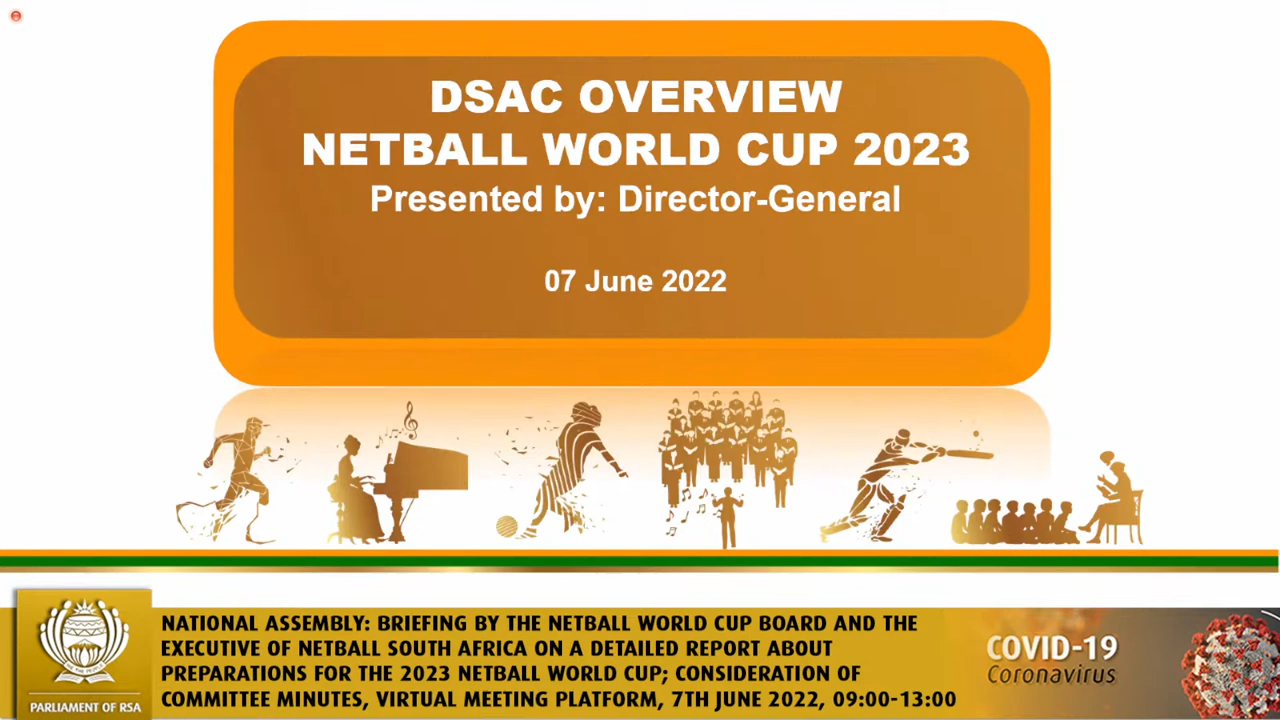 DSAC OVERVIEW
NETBALL WORLD CUP 2023
Presented by: Director-General
07 June 2022
NATIONAL ASSEMBLY: BRIEFING BY THE NETBALL WORLD CUP BOARD AND THE
EXECUTIVE OF NETBALL SOUTH AFRICA ON A DETAILED REPORT ABOUT
PREPARATIONS FOR THE 2023 NETBALL WORLD CUP; CONSIDERATION OF
COMMITTEE MINUTES, VIRTUAL MEETING PLATFORM, 7TH JUNE 2022, 09:00-13:00
PARLIAMENT OF RSA
COVID-19
Coronavirus